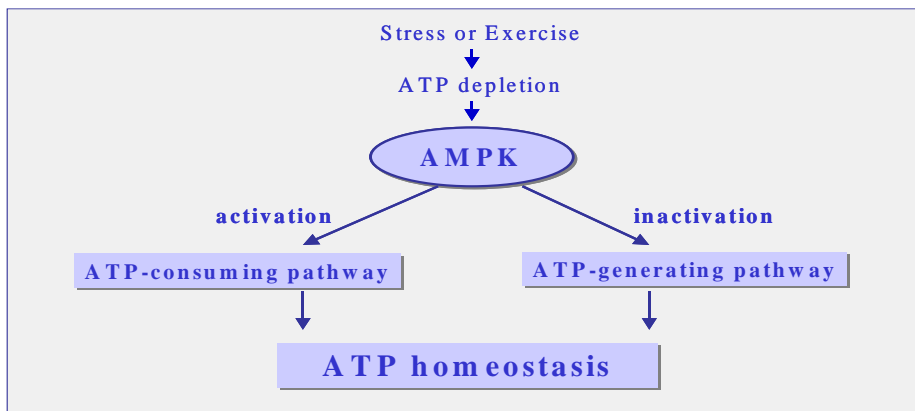 Stress or Exercise
ATP depletion
AMPK
activation
inactivation
ATP-consuming pathway
ATP-generating pathway
ATP homeostasis